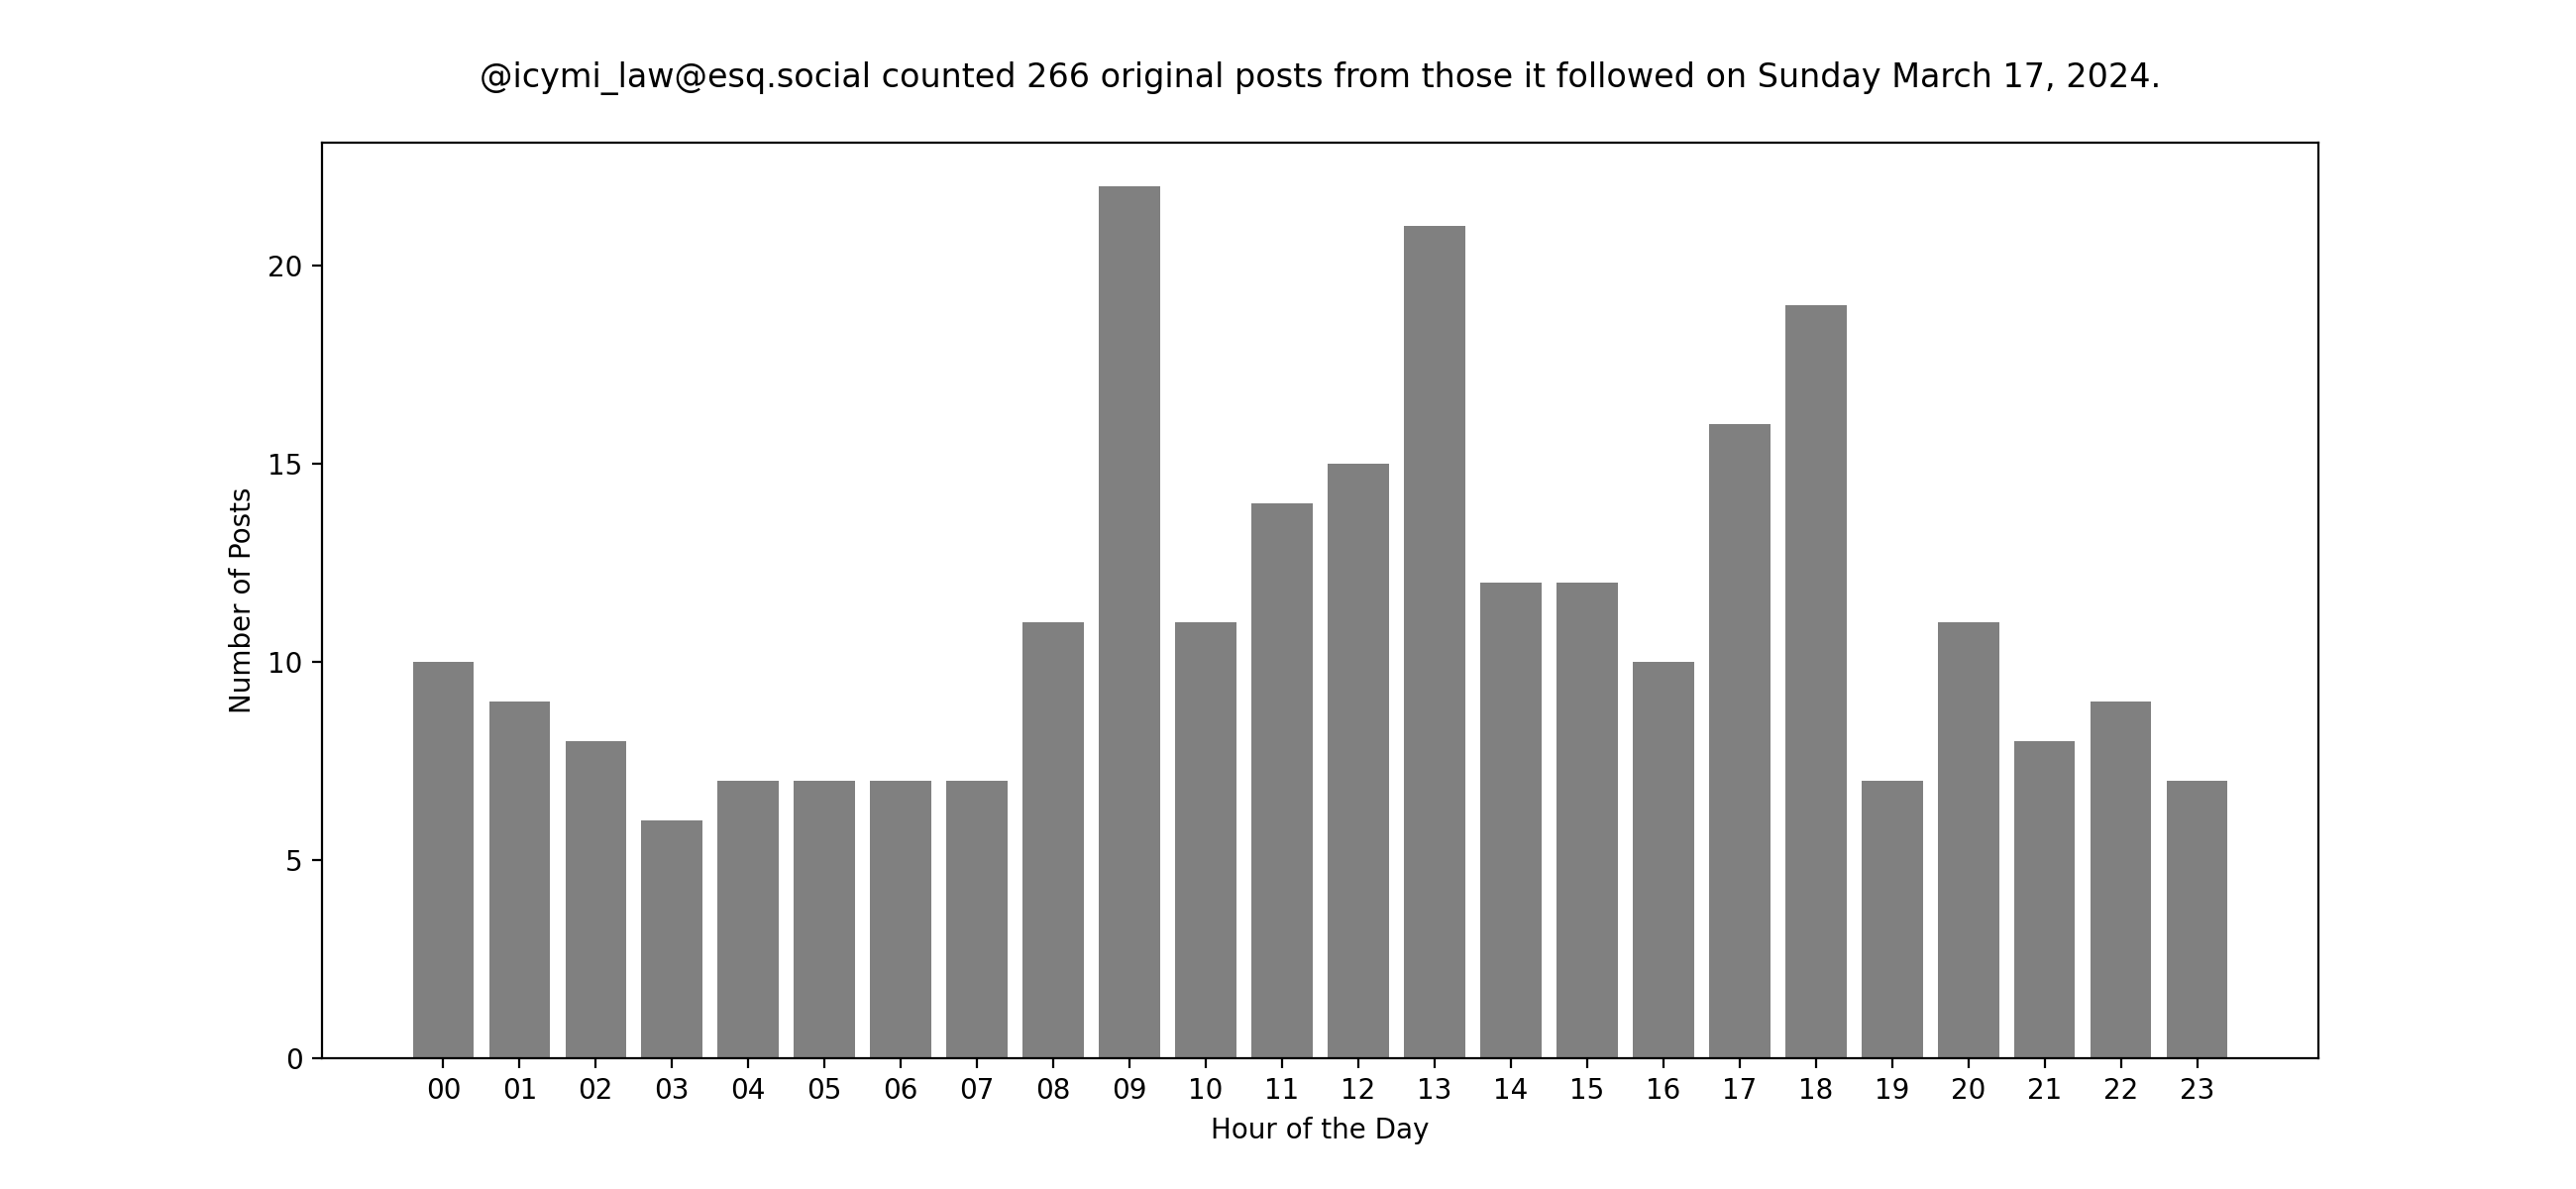 @icymi_law@esq.social counted 266 original posts from those it followed on Sunday March 17, 2024.
20
15
10
5
0
Number of Posts
00 01 02 03 04 05 06 07 08 09 10 11 12 13 14 15 16 17 18 19 20 21 22 23
Hour of the Day